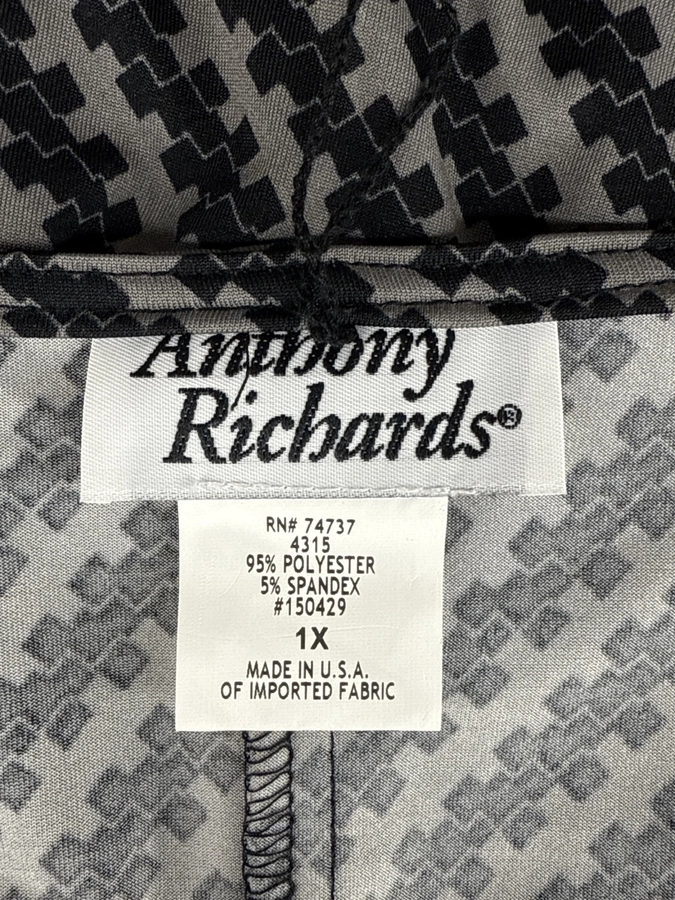 Anthony
Richards®
RN# 74737
4315
95% POLYESTER
5% SPANDEX
#150429
1X
MADE IN U.S.A.
OF IMPORTED FABRIC